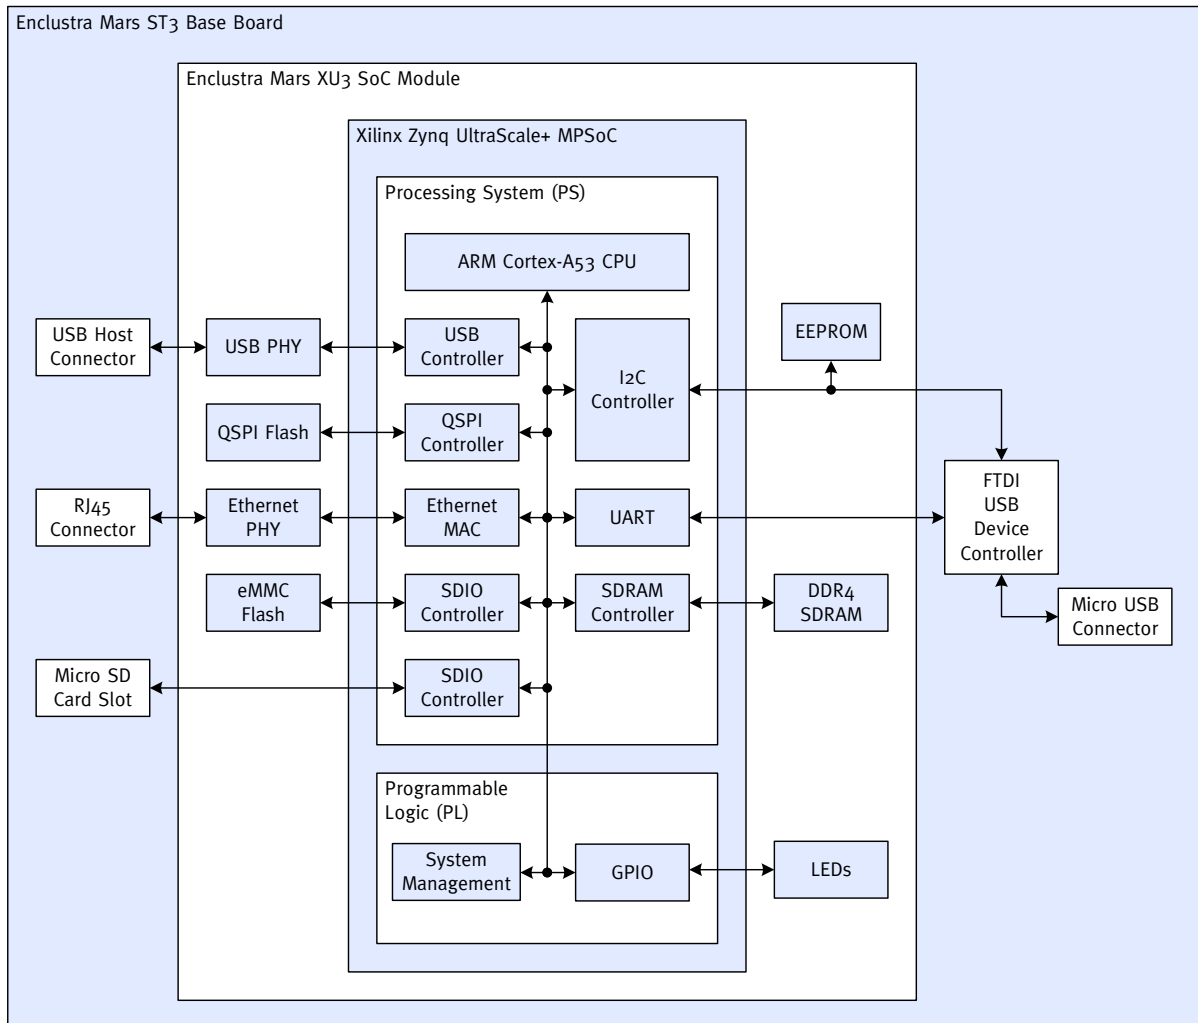 Enclustra Mars ST3 Base Board
Enclustra Mars XU3 SoC Module
Xilinx Zynq UltraScale+ MPSoC
Processing System (PS)
ARM Cortex-A53 CPU
USB Host
Connector
USB PHY
USB
Controller
I2C
Controller
EEPROM
QSPI Flash
QSPI
Controller
RJ45
Connector
Ethernet
PHY
Ethernet
MAC
UART
FTDI
USB
Device
Controller
eMMC
Flash
SDIO
Controller
SDRAM
Controller
DDR4
SDRAM
Micro USB
Connector
Micro SD
Card Slot
SDIO
Controller
Programmable
Logic (PL)
System
Management
GPIO
LEDs